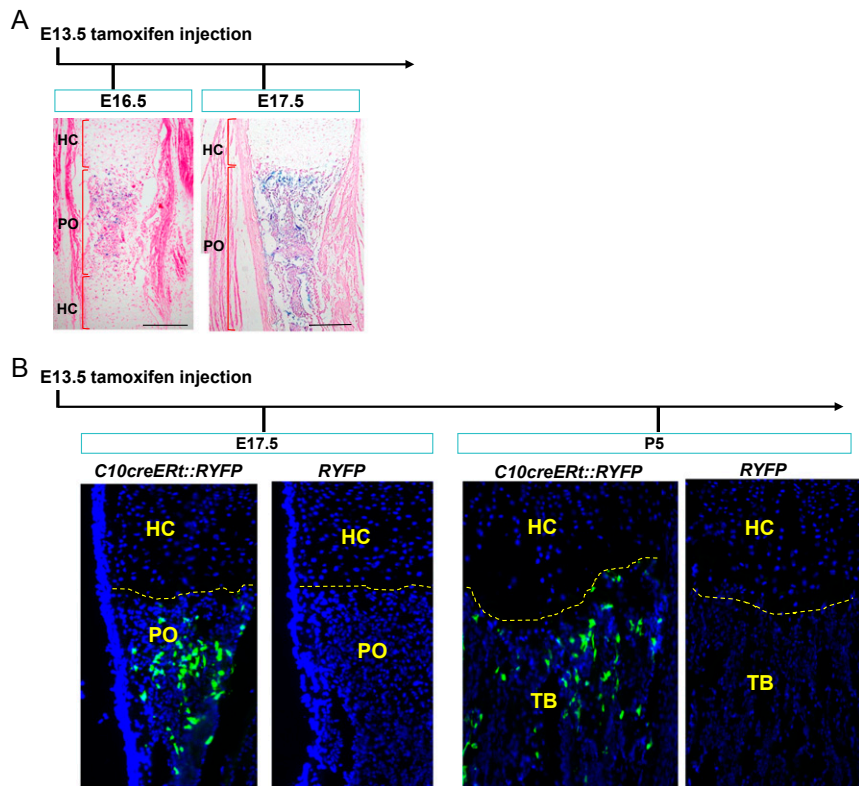 A
E13.5 tamoxifen injection
E16.5
E17.5
HC
PO
HC
HC
PO
B
E13.5 tamoxifen injection
E17.5
P5
C10creERt::RYFP
RYFP
C10creERt::RYFP
RYFP
HC
PO
HC
PO
HC
TB
HC
TB